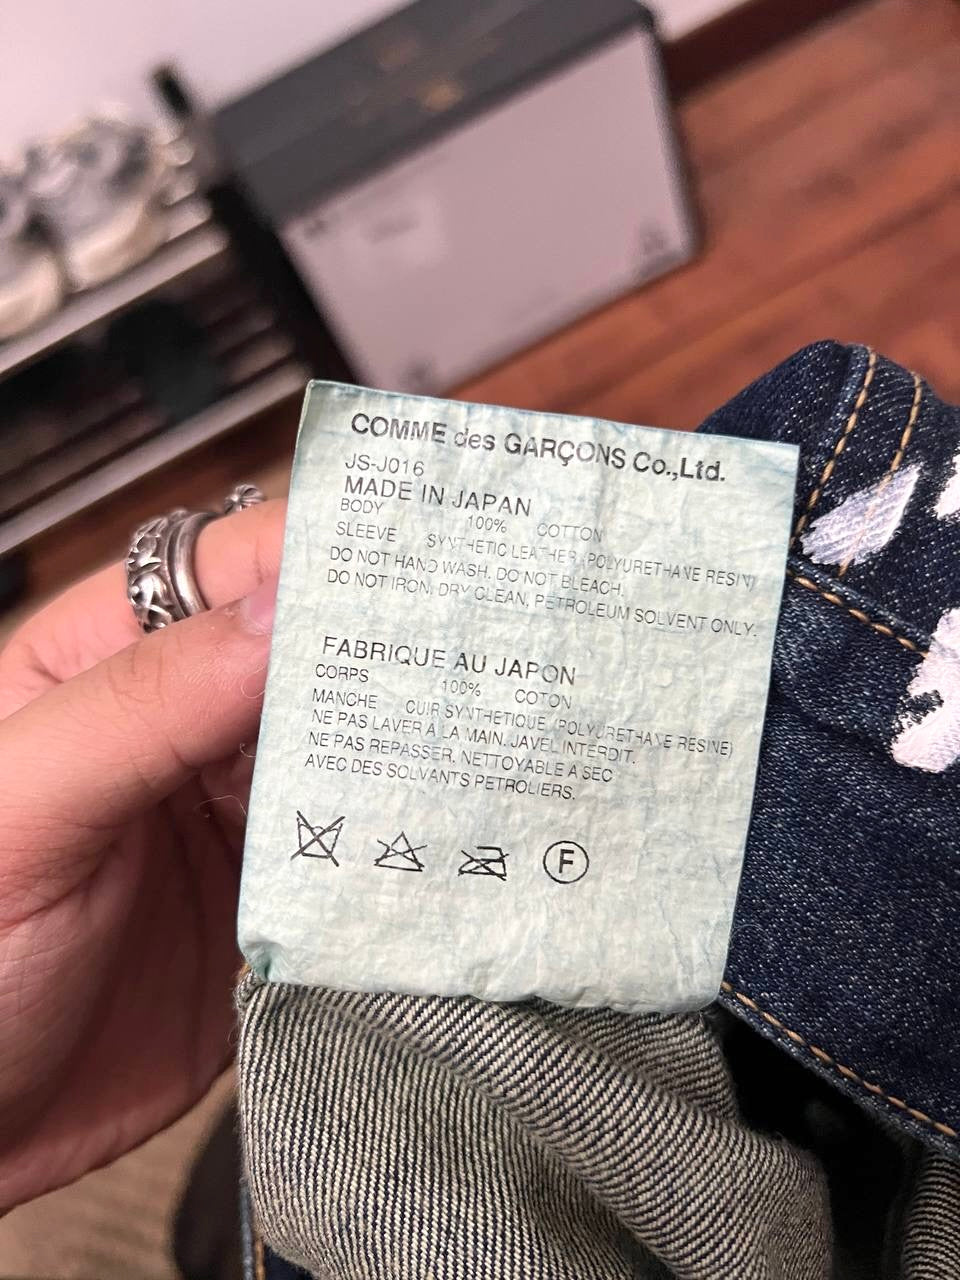 COMME des GARÇONS Co.,Ltd.
JS-J016
MADE IN JAPAN
BODY 100% COTTON
SLEEVE SYNTHETIC LEATHER (POLYURETHANE RESIN)
DO NOT HAND WASH. DO NOT BLEACH.
DO NOT IRON. DRY CLEAN, PETROLEUM SOLVENT ONLY.
FABRIQUE AU JAPON
CORPS 100% COTON
MANCHE CUIR SYNTHETIQUE (POLYURETHANE RESINE)
NE PAS LAVER À LA MAIN. JAVEL INTERDIT.
NE PAS REPASSER. NETTOYABLE A SEC
AVEC DES SOLVANTS PETROLIERS.
F